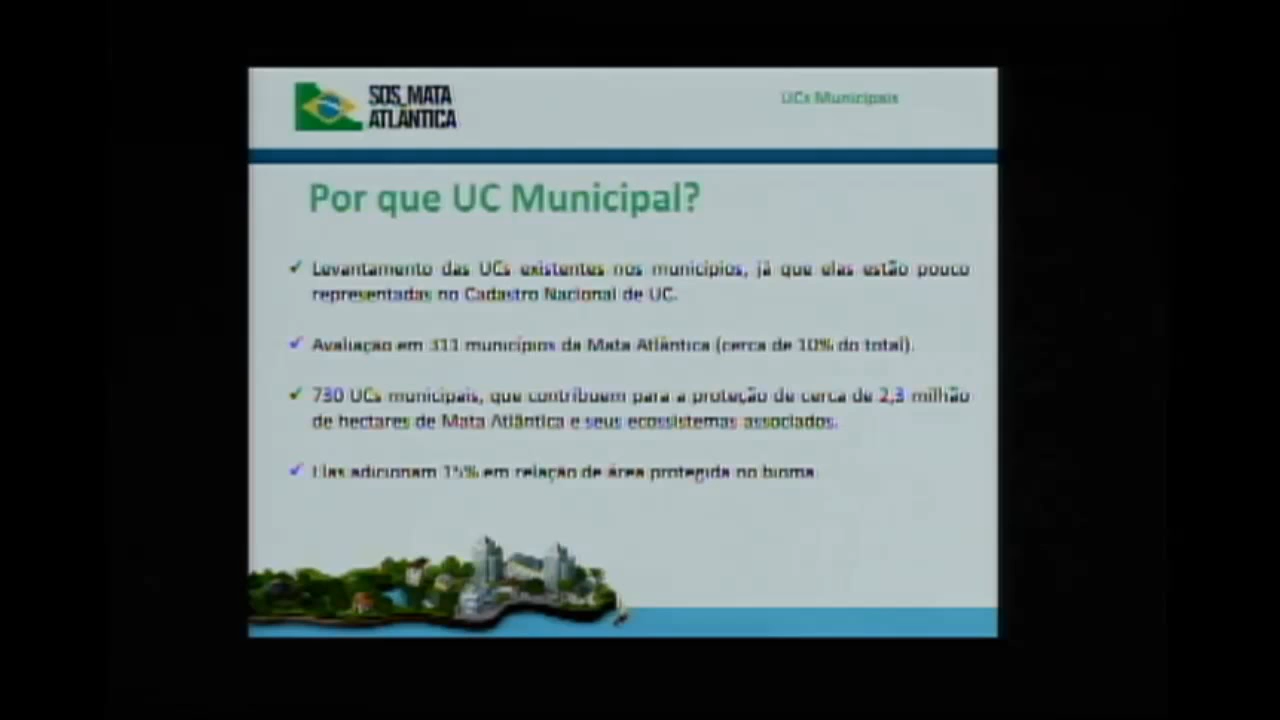 SOS MATA
ATLÂNTICA
UCs Municipais
Por que UC Municipal?
Levantamento das UCs existentes nos municípios, já que elas estão pouco
representadas no Cadastro Nacional de UC.
Avaliação em 311 municípios da Mata Atlântica (cerca de 10% do total).
730 UCs municipais, que contribuem para a proteção de cerca de 2,3 milhão
de hectares de Mata Atlântica e seus ecossistemas associados.
Elas adicionam 15% em relação de área protegida no bioma